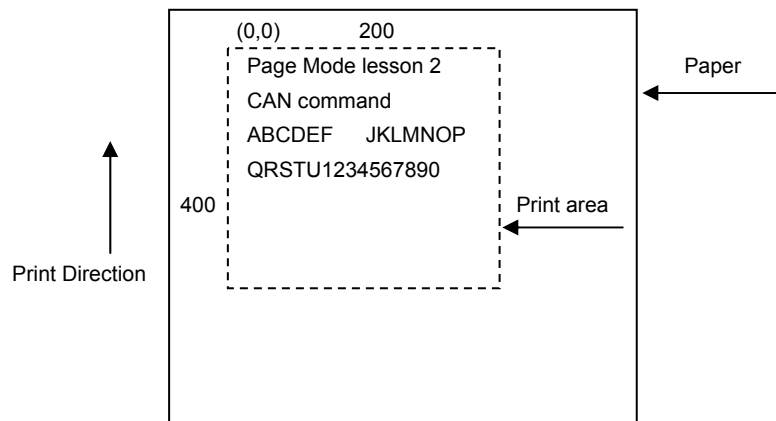 (0,0) 200
Page Mode lesson 2
Paper
CAN command
ABCDEF JKLMNOP
QRSTU1234567890
400
Print area
Print Direction